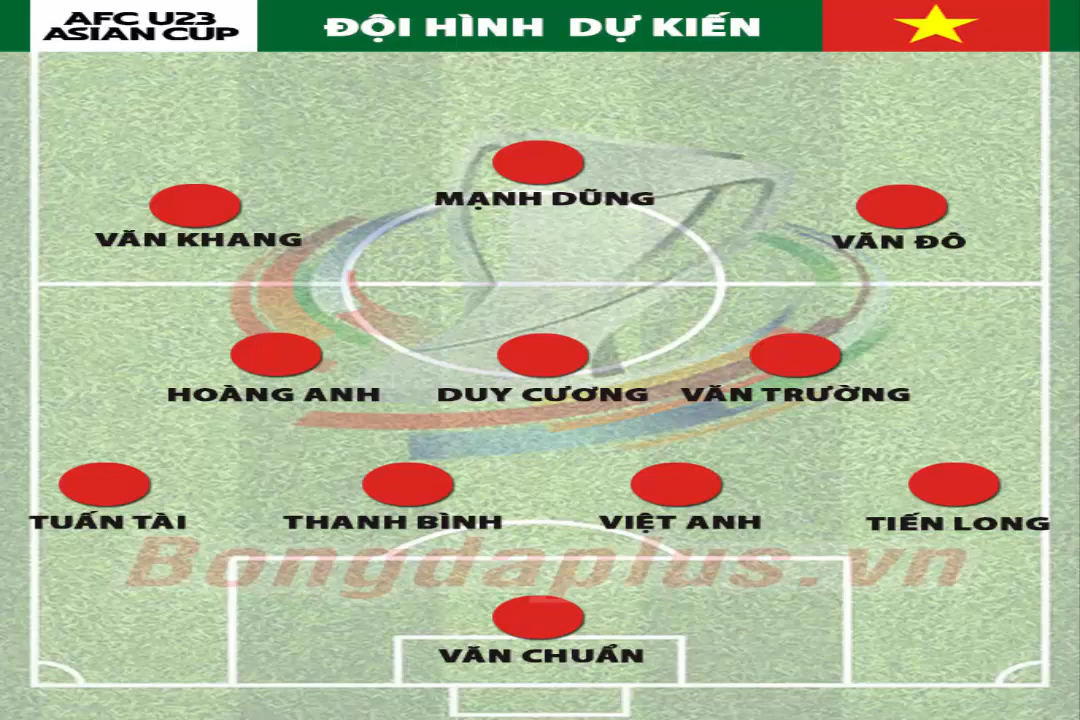 AFC U23
ASIAN CUP
ĐỘI HÌNH DỰ KIẾN
MẠNH DŨNG
VĂN KHANG
VĂN ĐÔ
HOÀNG ANH
DUY CƯƠNG
VĂN TRƯỜNG
TUẤN TÀI
THANH BÌNH
VIỆT ANH
TIẾN LONG
Bongdaplus.vn
VĂN CHUẨN